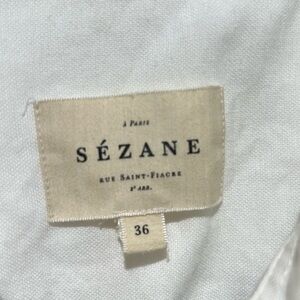 à Paris
SÉZANE
RUE SAINT-FIACRE
2E ARR.
36